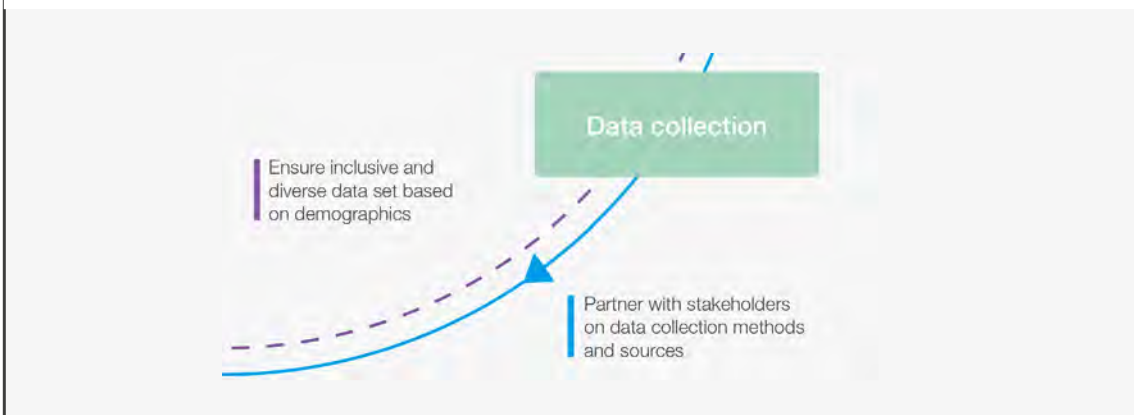 Data collection
Ensure inclusive and
diverse data set based
on demographics
Partner with stakeholders
on data collection methods
and sources